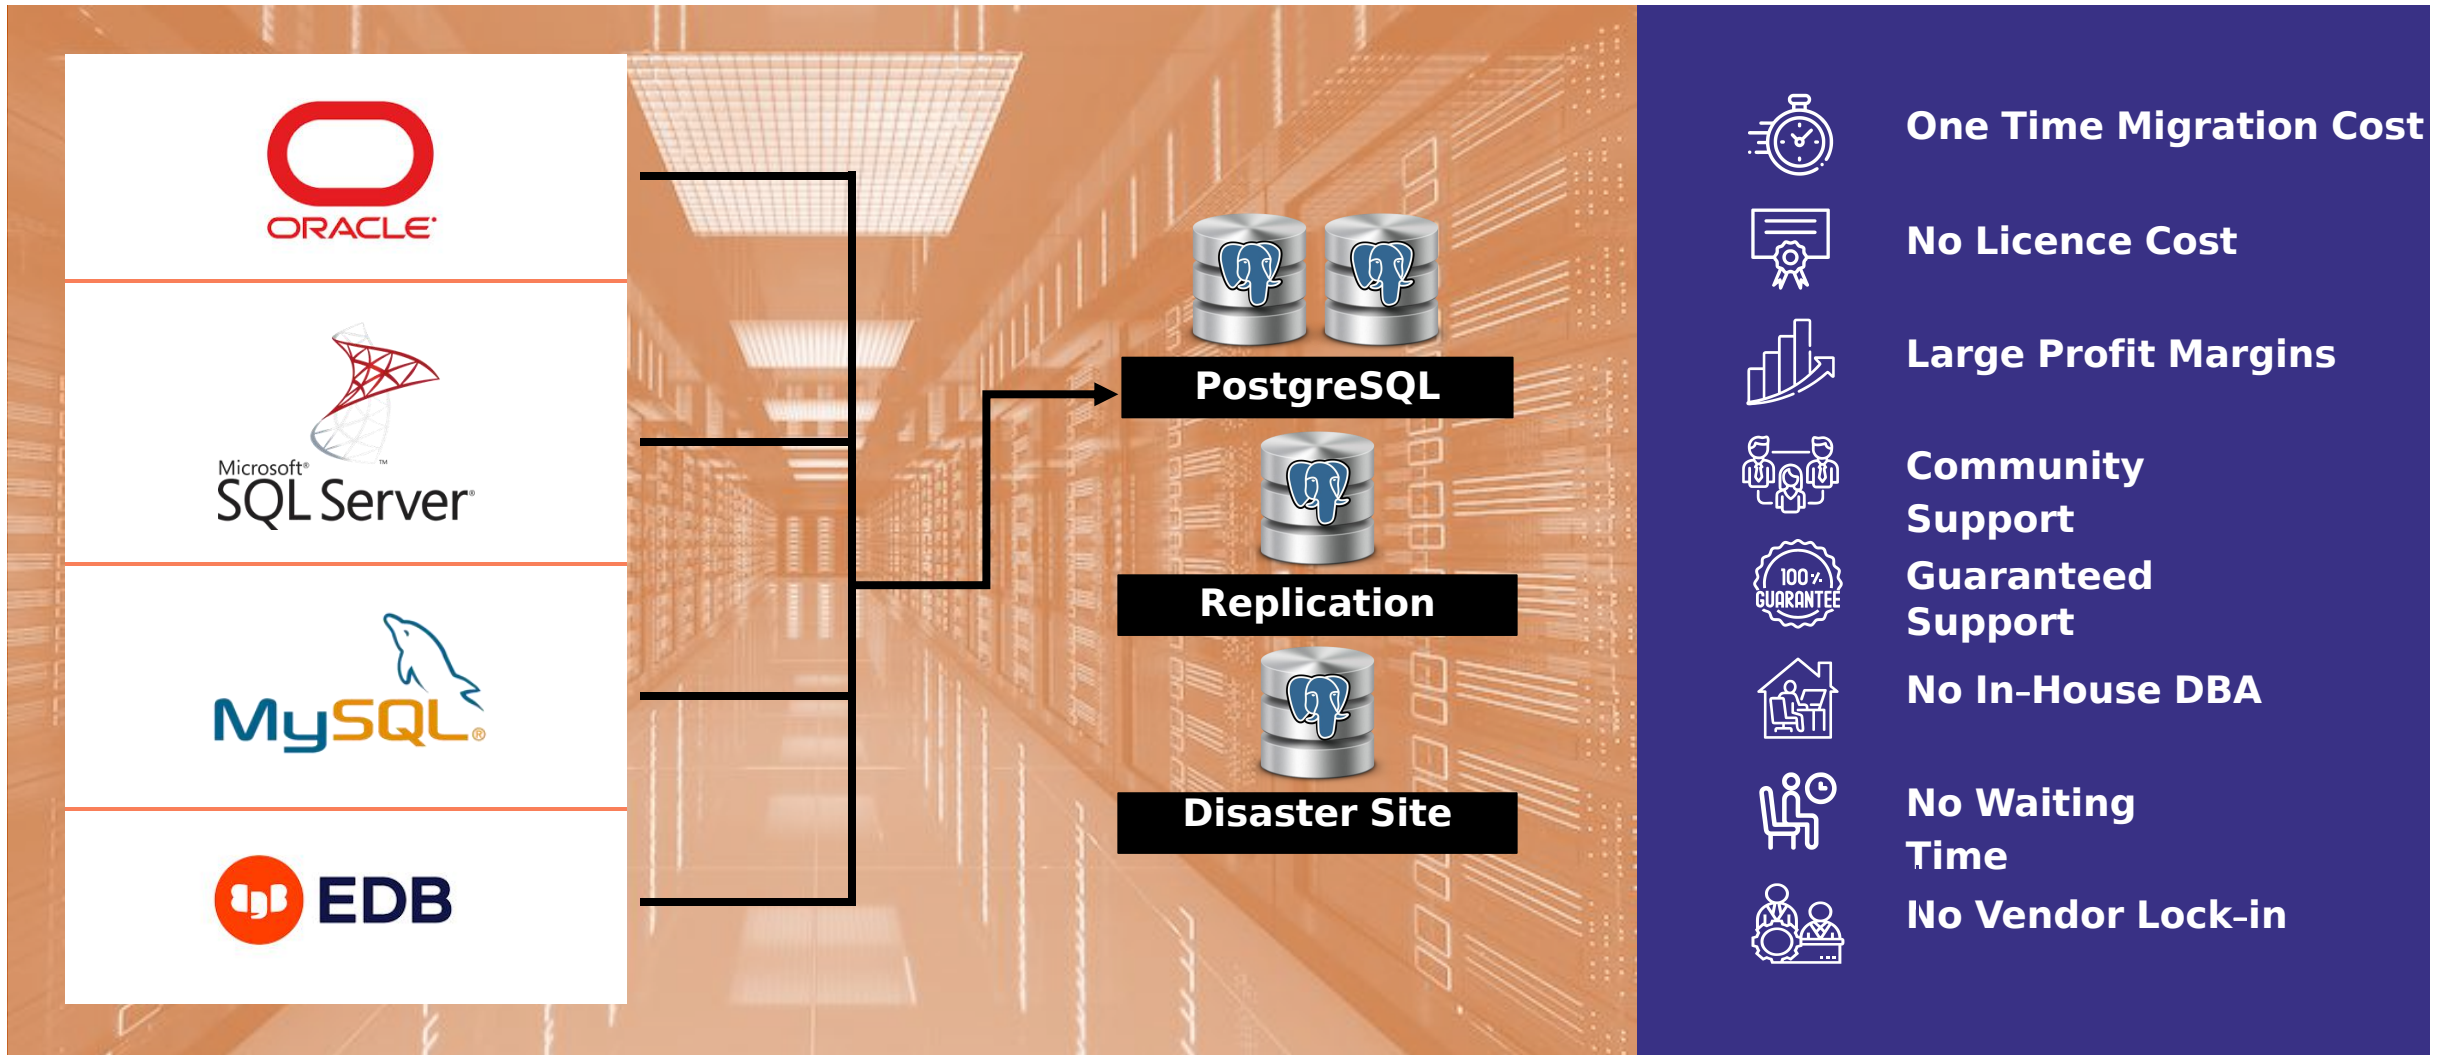 ORACLE®
Microsoft®
SQL Server®
™
MySQL®
EDB
PostgreSQL
Replication
Disaster Site
One Time Migration Cost
No Licence Cost
Large Profit Margins
Community
Support
100%
GUARANTEE
Guaranteed
Support
No In-House DBA
No Waiting
Time
No Vendor Lock-in